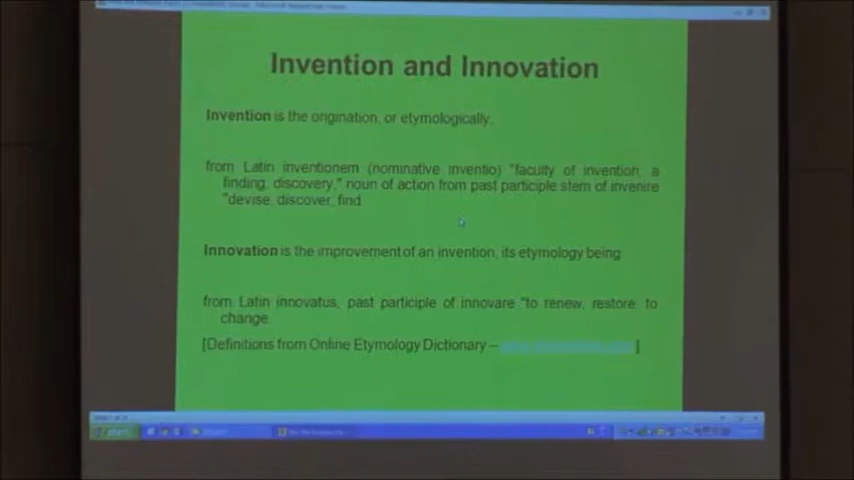 Invention and Innovation
Invention is the origination, or etymologically,
from Latin inventionem (nominative inventio) "faculty of invention, a
finding, discovery," noun of action from past participle stem of invenire
"devise, discover, find
Innovation is the improvement of an invention, its etymology being
from Latin innovatus, past participle of innovare "to renew, restore, to
change.
[Definitions from Online Etymology Dictionary – ]